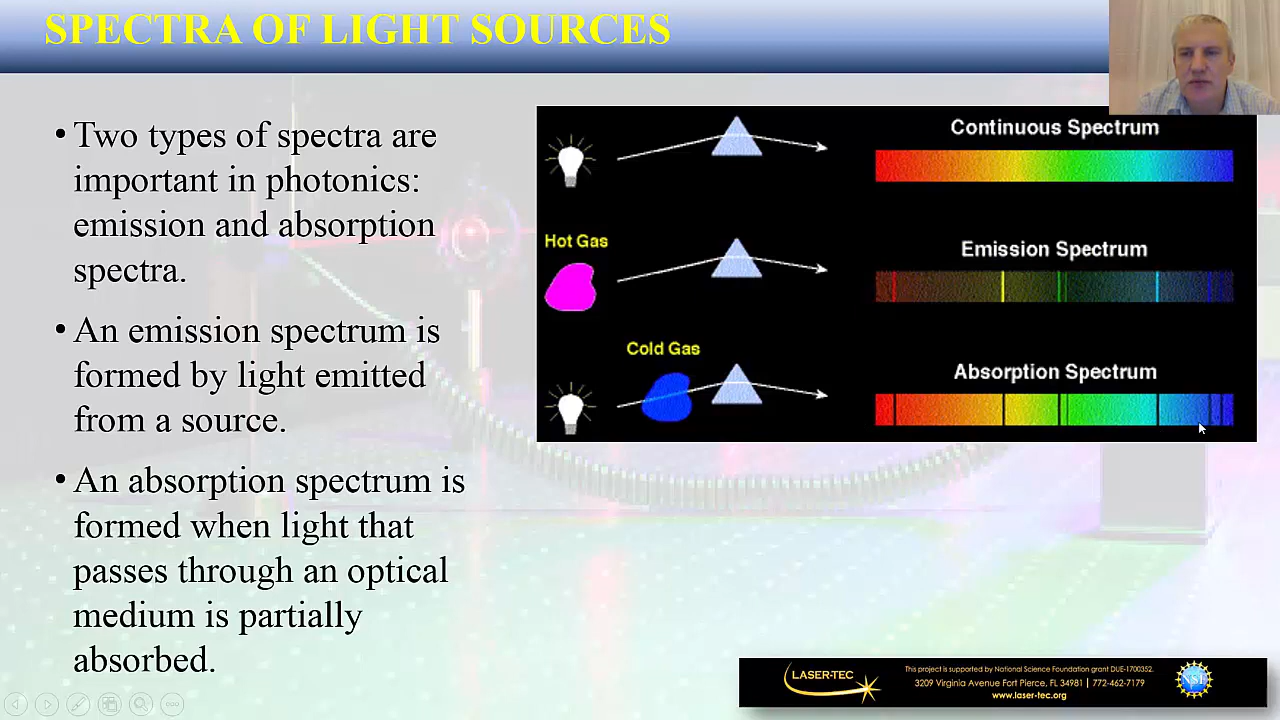 SPECTRA OF LIGHT SOURCES
• Two types of spectra are
important in photonics:
emission and absorption
spectra.
• An emission spectrum is
formed by light emitted
from a source.
• An absorption spectrum is
formed when light that
passes through an optical
medium is partially
absorbed.
Continuous Spectrum
Hot Gas
Emission Spectrum
Cold Gas
Absorption Spectrum
LASER-TEC
This project is supported by National Science Foundation grant DUE-1700352.
3209 Virginia Avenue Fort Pierce, FL 34981 | 772-462-7179
www.laser-tec.org
NSF